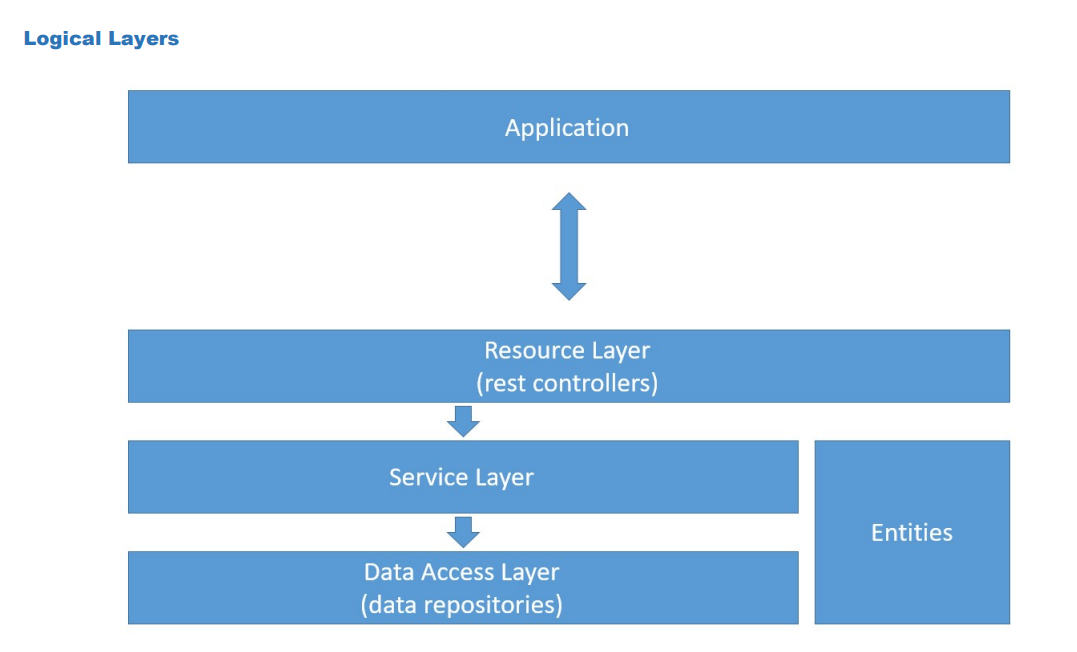 Logical Layers
Application
Resource Layer
(rest controllers)
Service Layer
Entities
Data Access Layer
(data repositories)